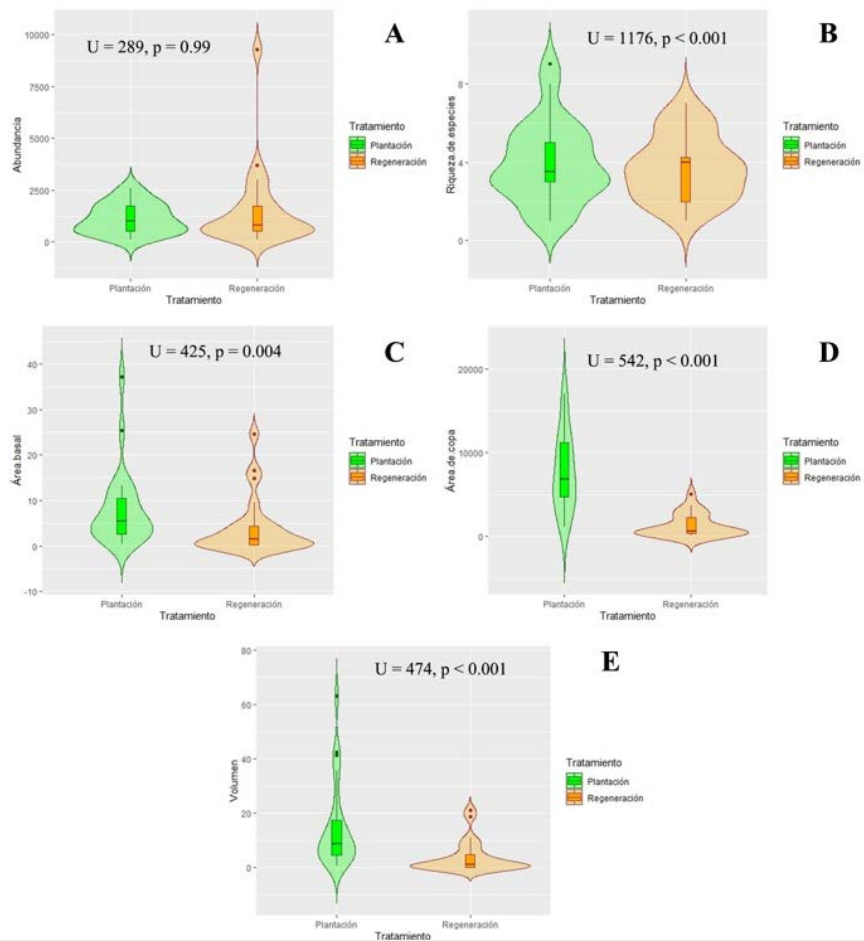 A
U = 289, p = 0.99
10000
7500
5000
2500
0
Abundancia
Plantación
Regeneración
Tratamiento
Tratamiento
Plantación
Regeneración
B
U = 1176, p < 0.001
8
4
0
Riqueza.de.especies
Plantación
Regeneración
Tratamiento
Tratamiento
Plantación
Regeneración
C
U = 425, p = 0.004
40
30
20
10
0
-10
Área.basal
Plantación
Regeneración
Tratamiento
Tratamiento
Plantación
Regeneración
D
U = 542, p < 0.001
20000
10000
0
Área.de.copa
Plantación
Regeneración
Tratamiento
Tratamiento
Plantación
Regeneración
E
U = 474, p < 0.001
80
60
40
20
0
Volumen
Plantación
Regeneración
Tratamiento
Tratamiento
Plantación
Regeneración